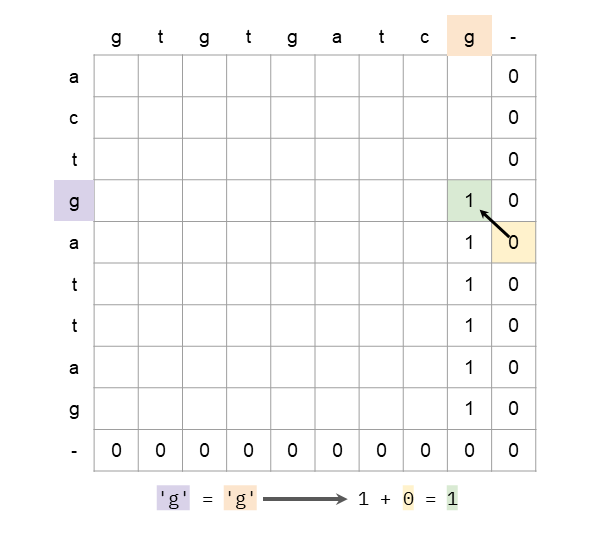 g t g t g a t c g -
a 0
c 0
t 0
g 1 0
a 1 0
t 1 0
t 1 0
a 1 0
g 1 0
- 0 0 0 0 0 0 0 0 0 0
'g' = 'g' 1 + 0 = 1